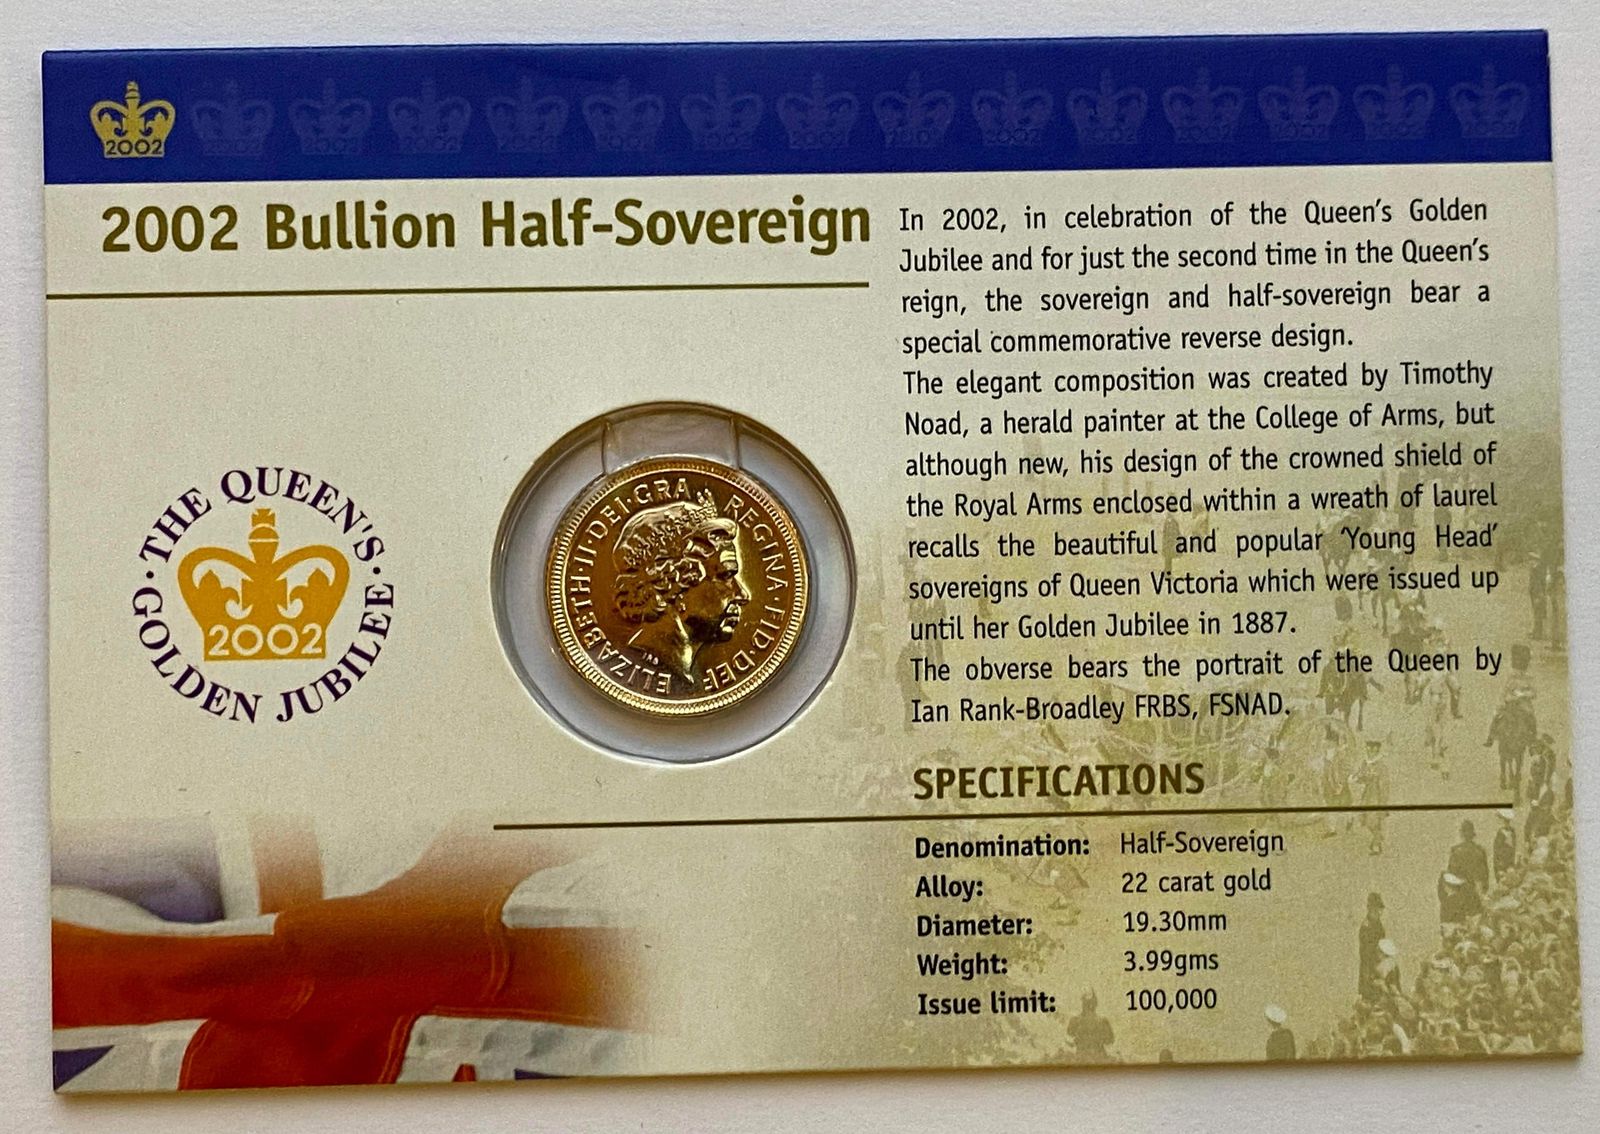 2002
2002 Bullion Half-Sovereign
THE QUEEN'S
GOLDEN JUBILEE
2002
ELIZABETH·II·DEI·GRA REGINA·FID·DEF
IRB
In 2002, in celebration of the Queen's Golden
Jubilee and for just the second time in the Queen's
reign, the sovereign and half-sovereign bear a
special commemorative reverse design.
The elegant composition was created by Timothy
Noad, a herald painter at the College of Arms, but
although new, his design of the crowned shield of
the Royal Arms enclosed within a wreath of laurel
recalls the beautiful and popular 'Young Head'
sovereigns of Queen Victoria which were issued up
until her Golden Jubilee in 1887.
The obverse bears the portrait of the Queen by
Ian Rank-Broadley FRBS, FSNAD.
SPECIFICATIONS
Denomination: Half-Sovereign
Alloy: 22 carat gold
Diameter: 19.30mm
Weight: 3.99gms
Issue limit: 100,000